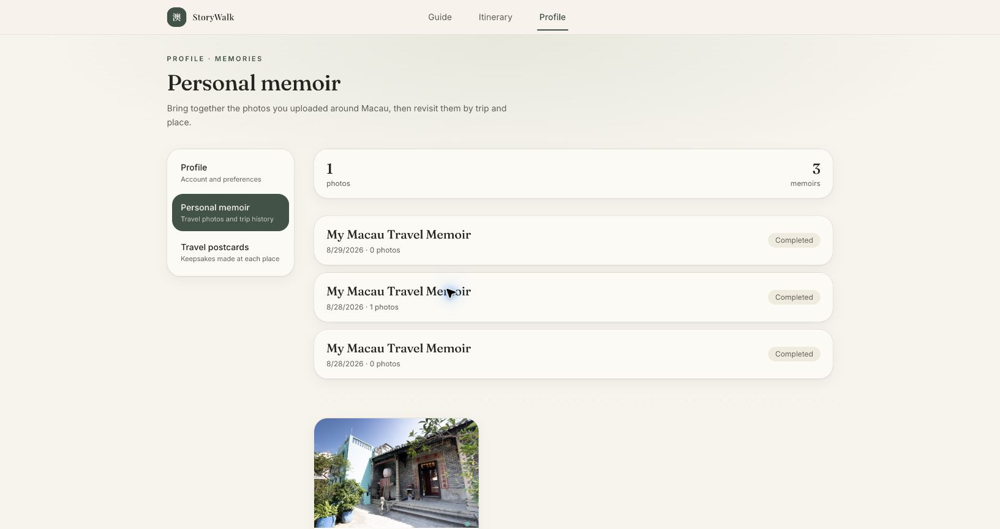 澳 StoryWalk
Guide Itinerary Profile
PROFILE · MEMORIES
Personal memoir
Bring together the photos you uploaded around Macau, then revisit them by trip and
place.
Profile
Account and preferences
Personal memoir
Travel photos and trip history
Travel postcards
Keepsakes made at each place
1
photos
3
memoirs
My Macau Travel Memoir
8/29/2026 · 0 photos
Completed
My Macau Travel Memoir
8/28/2026 · 1 photos
Completed
My Macau Travel Memoir
8/28/2026 · 0 photos
Completed